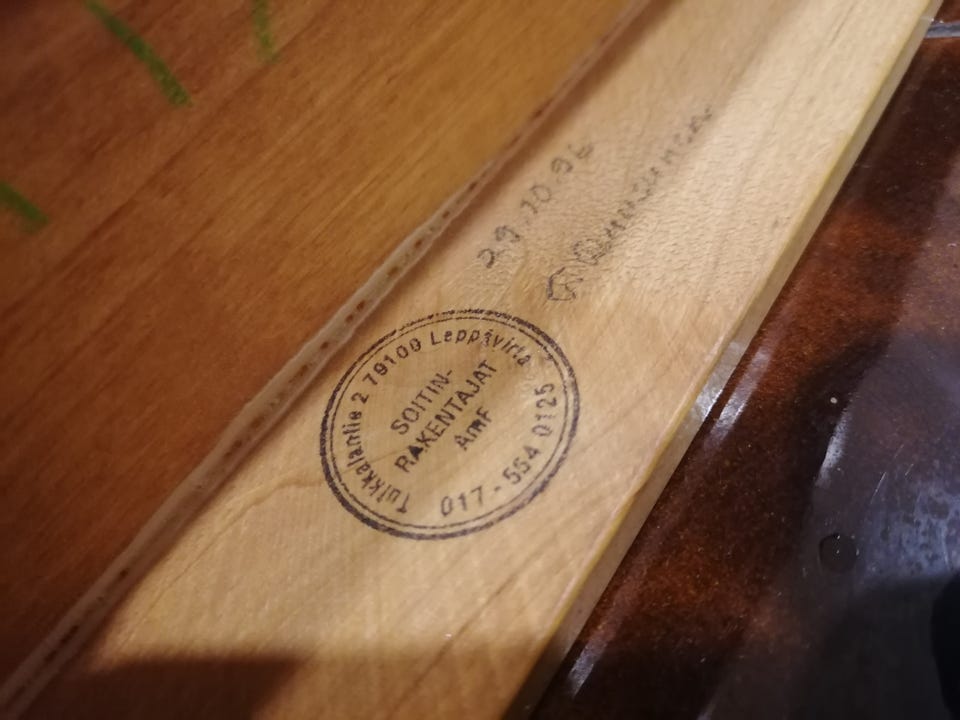 Tulkkalantie 2 79100 Leppävirta
SOITIN-
RAKENTAJAT
AmF
017-554 0125
29.10.96